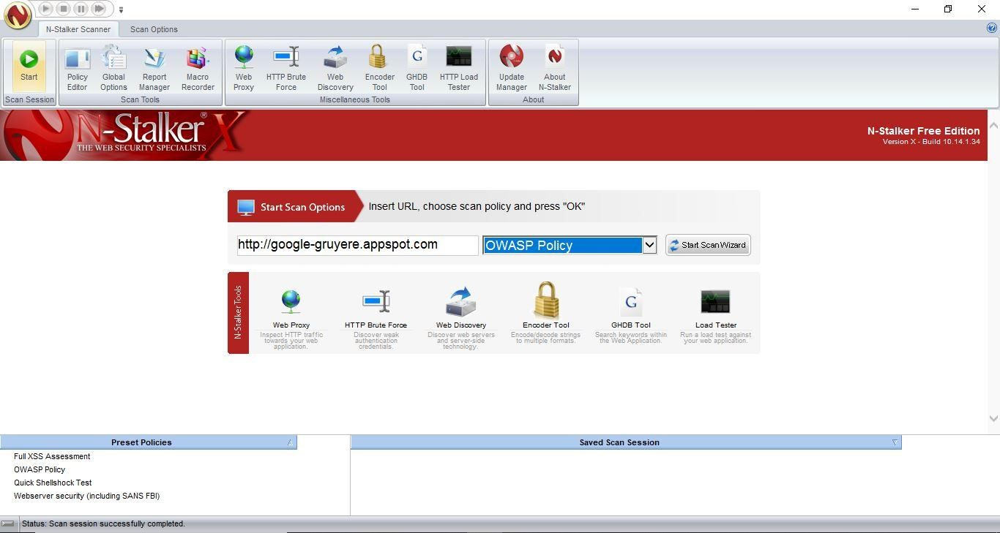 N-Stalker Scanner
Scan Options
Start
Scan Session
Policy Editor
Global Options
Report Manager
Macro Recorder
Scan Tools
Web Proxy
HTTP Brute Force
Web Discovery
Encoder Tool
GHDB Tool
HTTP Load Tester
Miscellaneous Tools
Update Manager
About N-Stalker
About
N-Stalker® X
THE WEB SECURITY SPECIALISTS
N-Stalker Free Edition
Version X - Build 10.14.1.34
Start Scan Options
Insert URL, choose scan policy and press "OK"
http://google-gruyere.appspot.com
OWASP Policy
Start Scan Wizard
N-Stalker Tools
Web Proxy
Inspect HTTP traffic
towards your web
application.
HTTP Brute Force
Discover weak
authentication
credentials.
Web Discovery
Discover web servers
and server-side
technology.
Encoder Tool
Encode/decode strings
to multiple formats.
GHDB Tool
Search keywords within
the Web Application.
Load Tester
Run a load test against
your web application.
Preset Policies
Full XSS Assessment
OWASP Policy
Quick Shellshock Test
Webserver security (including SANS FBI)
Saved Scan Session
Status: Scan session successfully completed.